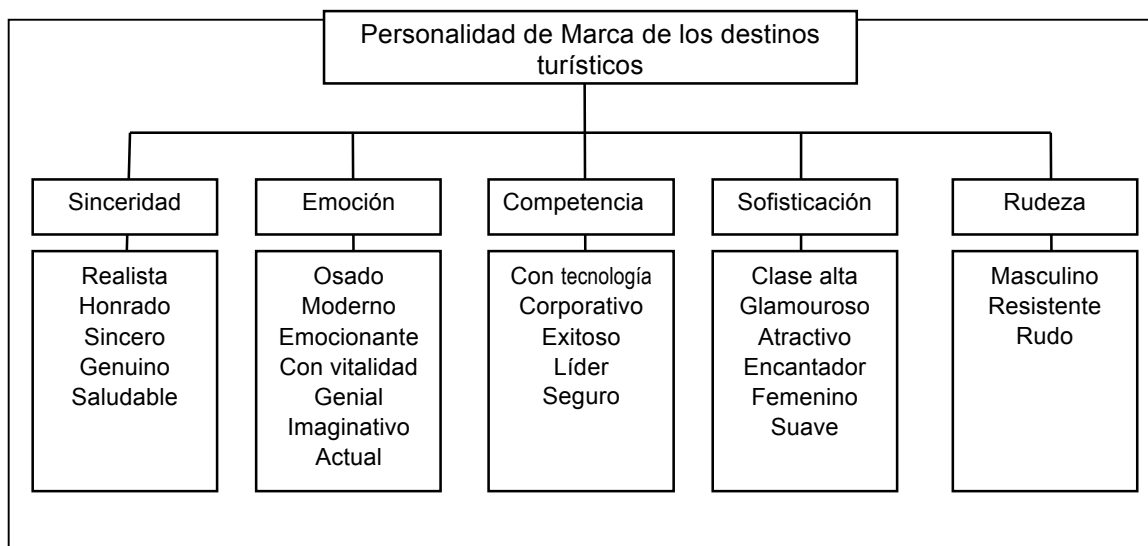 Personalidad de Marca de los destinos
turísticos
Sinceridad
Emoción
Competencia
Sofisticación
Rudeza
Realista
Honrado
Sincero
Genuino
Saludable
Osado
Moderno
Emocionante
Con vitalidad
Genial
Imaginativo
Actual
Con tecnología
Corporativo
Exitoso
Líder
Seguro
Clase alta
Glamouroso
Atractivo
Encantador
Femenino
Suave
Masculino
Resistente
Rudo